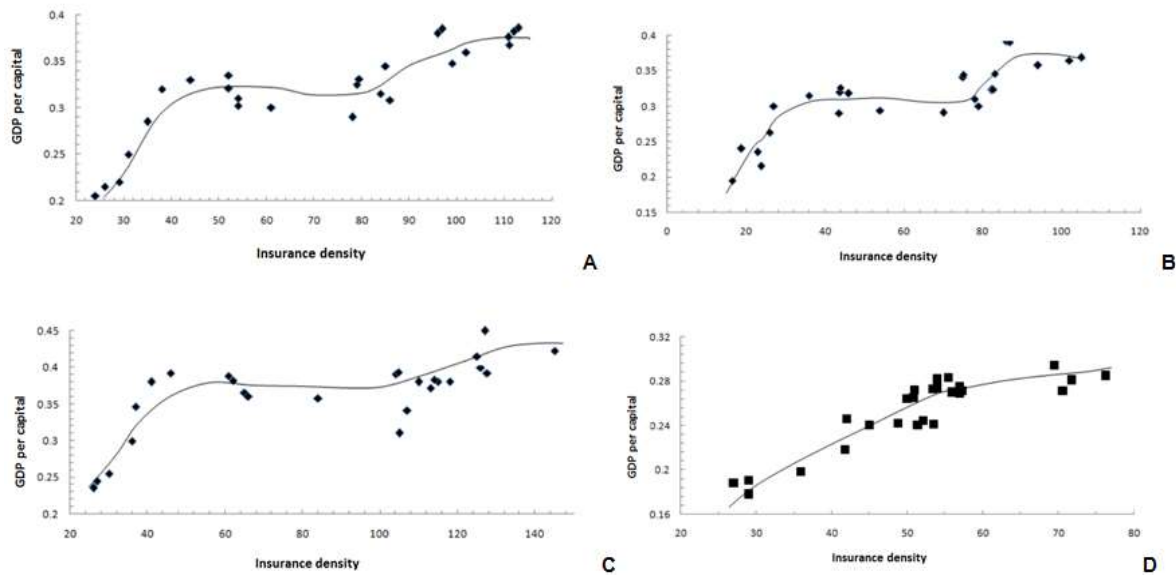 0.4
0.35
0.3
0.25
0.2
GDP per capital
20 30 40 50 60 70 80 90 100 110 120
Insurance density
A
0.4
0.35
0.3
0.25
0.2
0.15
GDP per capital
0 20 40 60 80 100 120
Insurance density
B
0.45
0.4
0.35
0.3
0.25
0.2
GDP per capital
20 40 60 80 100 120 140
Insurance density
C
0.32
0.28
0.24
0.2
0.16
GDP per capital
20 30 40 50 60 70 80
Insurance density
D